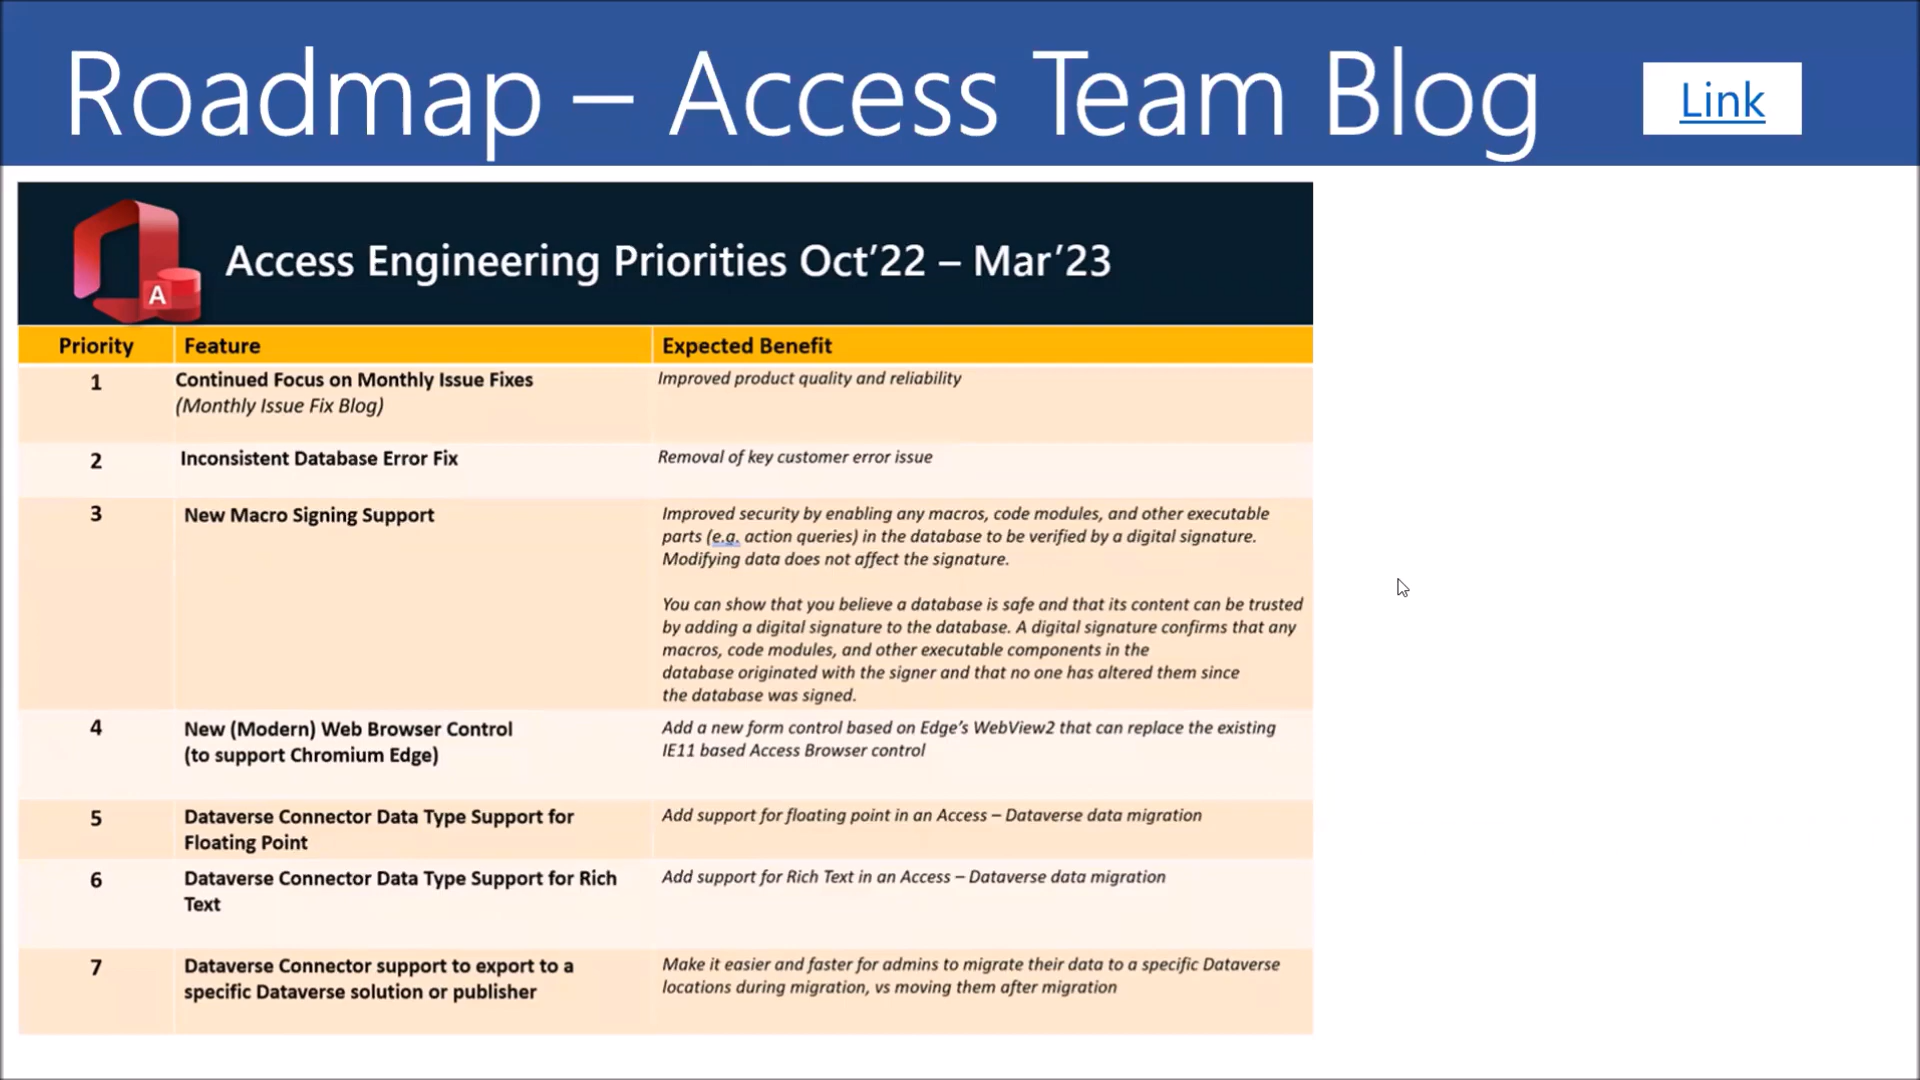 Roadmap – Access Team Blog
Link
A
Access Engineering Priorities Oct'22 – Mar'23
Priority Feature Expected Benefit
1 Continued Focus on Monthly Issue Fixes Improved product quality and reliability
(Monthly Issue Fix Blog)
2 Inconsistent Database Error Fix Removal of key customer error issue
3 New Macro Signing Support Improved security by enabling any macros, code modules, and other executable
parts (e.g. action queries) in the database to be verified by a digital signature.
Modifying data does not affect the signature.
You can show that you believe a database is safe and that its content can be trusted
by adding a digital signature to the database. A digital signature confirms that any
macros, code modules, and other executable components in the
database originated with the signer and that no one has altered them since
the database was signed.
4 New (Modern) Web Browser Control Add a new form control based on Edge's WebView2 that can replace the existing
(to support Chromium Edge) IE11 based Access Browser control
5 Dataverse Connector Data Type Support for Add support for floating point in an Access – Dataverse data migration
Floating Point
6 Dataverse Connector Data Type Support for Rich Add support for Rich Text in an Access – Dataverse data migration
Text
7 Dataverse Connector support to export to a Make it easier and faster for admins to migrate their data to a specific Dataverse
specific Dataverse solution or publisher locations during migration, vs moving them after migration